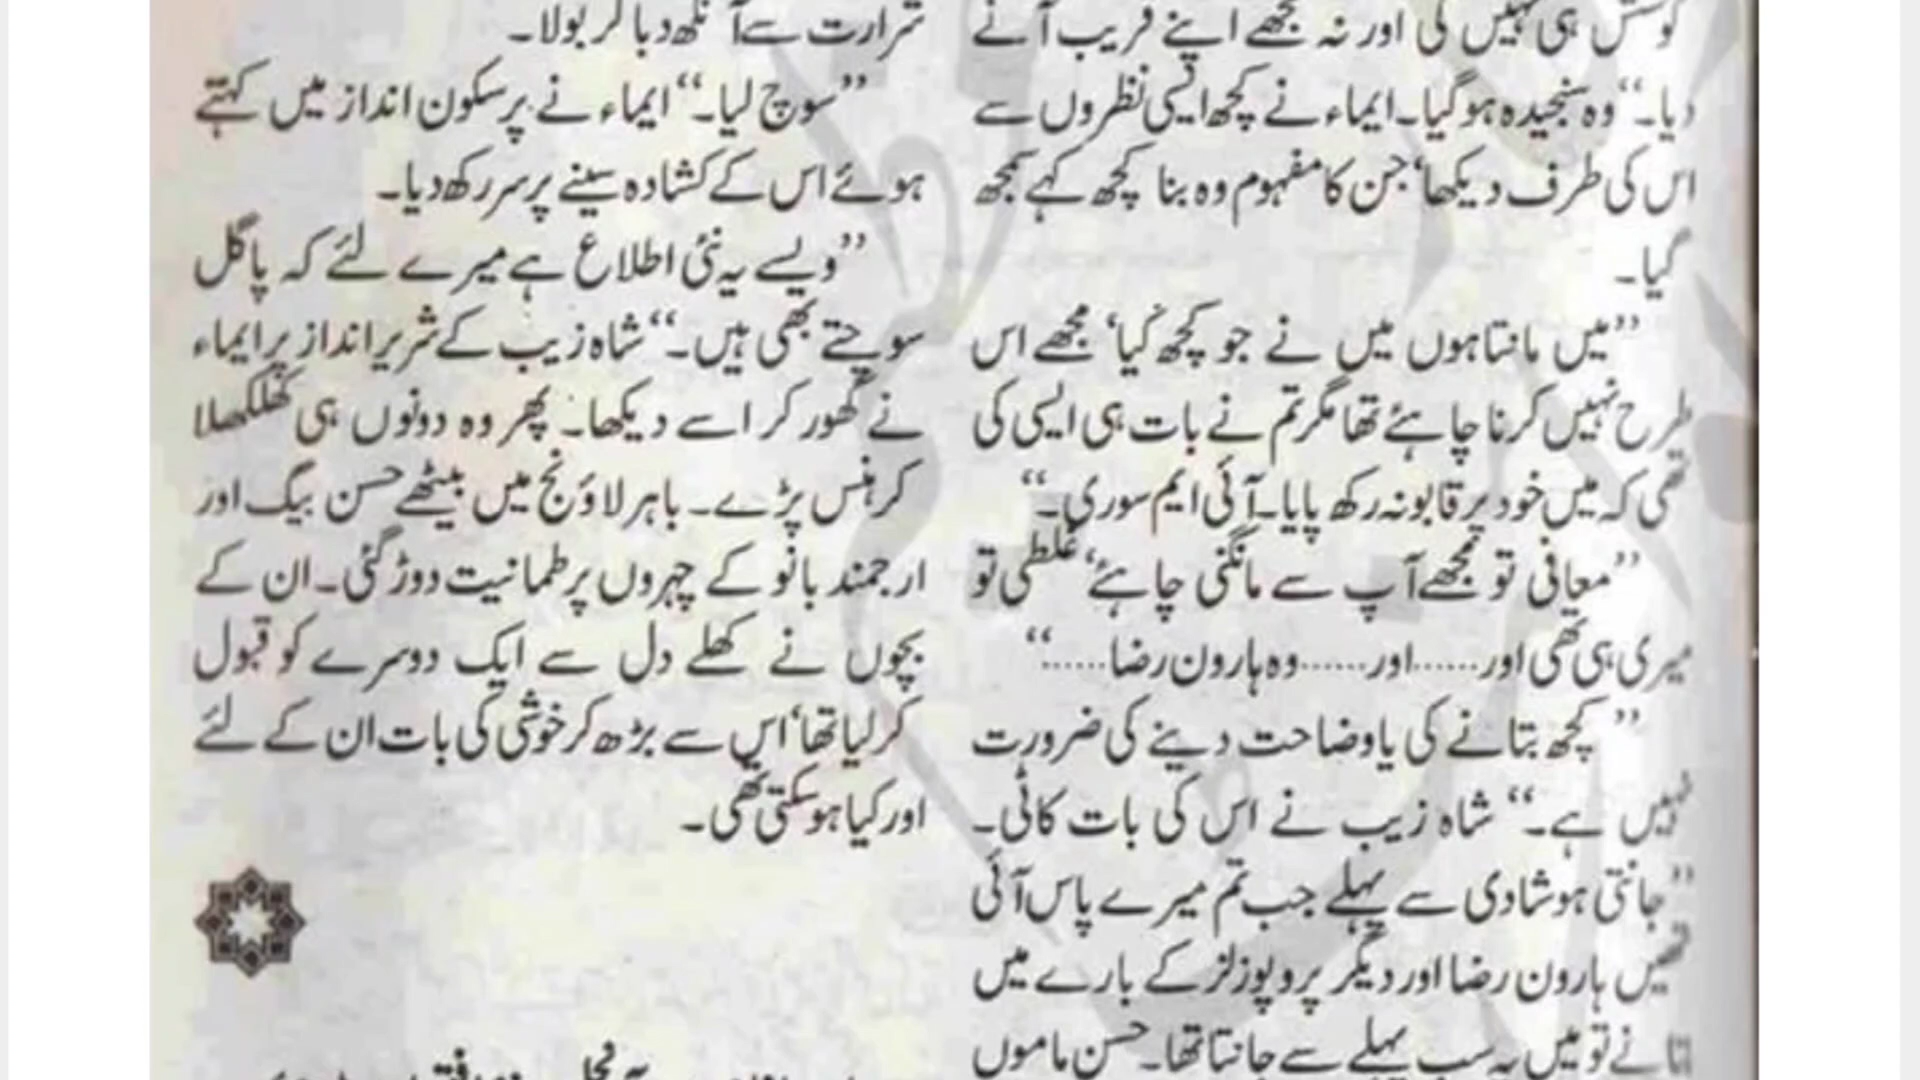 کوشش ہی نہیں کی اور نہ مجھے اپنے قریب آنے
دیا۔‘‘ وہ سنجیدہ ہوگیا۔ ایماء نے کچھ ایسی نظروں سے
اس کی طرف دیکھا‘ جن کا مفہوم وہ بنا کچھ کہے سمجھ
گیا۔
’’میں مانتا ہوں میں نے جو کچھ کیا‘ مجھے اس
طرح نہیں کرنا چاہئے تھا مگر تم نے بات ہی ایسی کی
تھی کہ میں خود پر قابو نہ رکھ پایا۔ آئی ایم سوری۔‘‘
’’معافی تو مجھے آپ سے مانگنی چاہئے‘ غلطی تو
میری ہی تھی اور......اور......وہ ہارون رضا......‘‘
’’کچھ بتانے کی یا وضاحت دینے کی ضرورت
نہیں ہے۔‘‘ شاہ زیب نے اس کی بات کاٹی۔
’’جانتی ہو شادی سے پہلے جب تم میرے پاس آئی
تھیں ہارون رضا اور دیگر پروپوزلز کے بارے میں
بتانے تو میں یہ سب پہلے سے جانتا تھا۔ حسن ماموں
شرارت سے آنکھ دبا کر بولا۔
’’سوچ لیا۔‘‘ ایماء نے پرسکون انداز میں کہتے
ہوئے اس کے کشادہ سینے پر سر رکھ دیا۔
’’ویسے یہ نئی اطلاع ہے میرے لئے کہ پاگل
سوچتے بھی ہیں۔‘‘ شاہ زیب کے شریر انداز پر ایماء
نے گھور کر اسے دیکھا۔ پھر وہ دونوں ہی کھلکھلا
کر ہنس پڑے۔ باہر لاؤنج میں بیٹھے حسن بیگ اور
ارجمند بانو کے چہروں پر طمانیت دوڑ گئی۔ ان کے
بچوں نے کھلے دل سے ایک دوسرے کو قبول
کر لیا تھا‘ اس سے بڑھ کر خوشی کی بات ان کے لئے
اور کیا ہوسکتی تھی۔